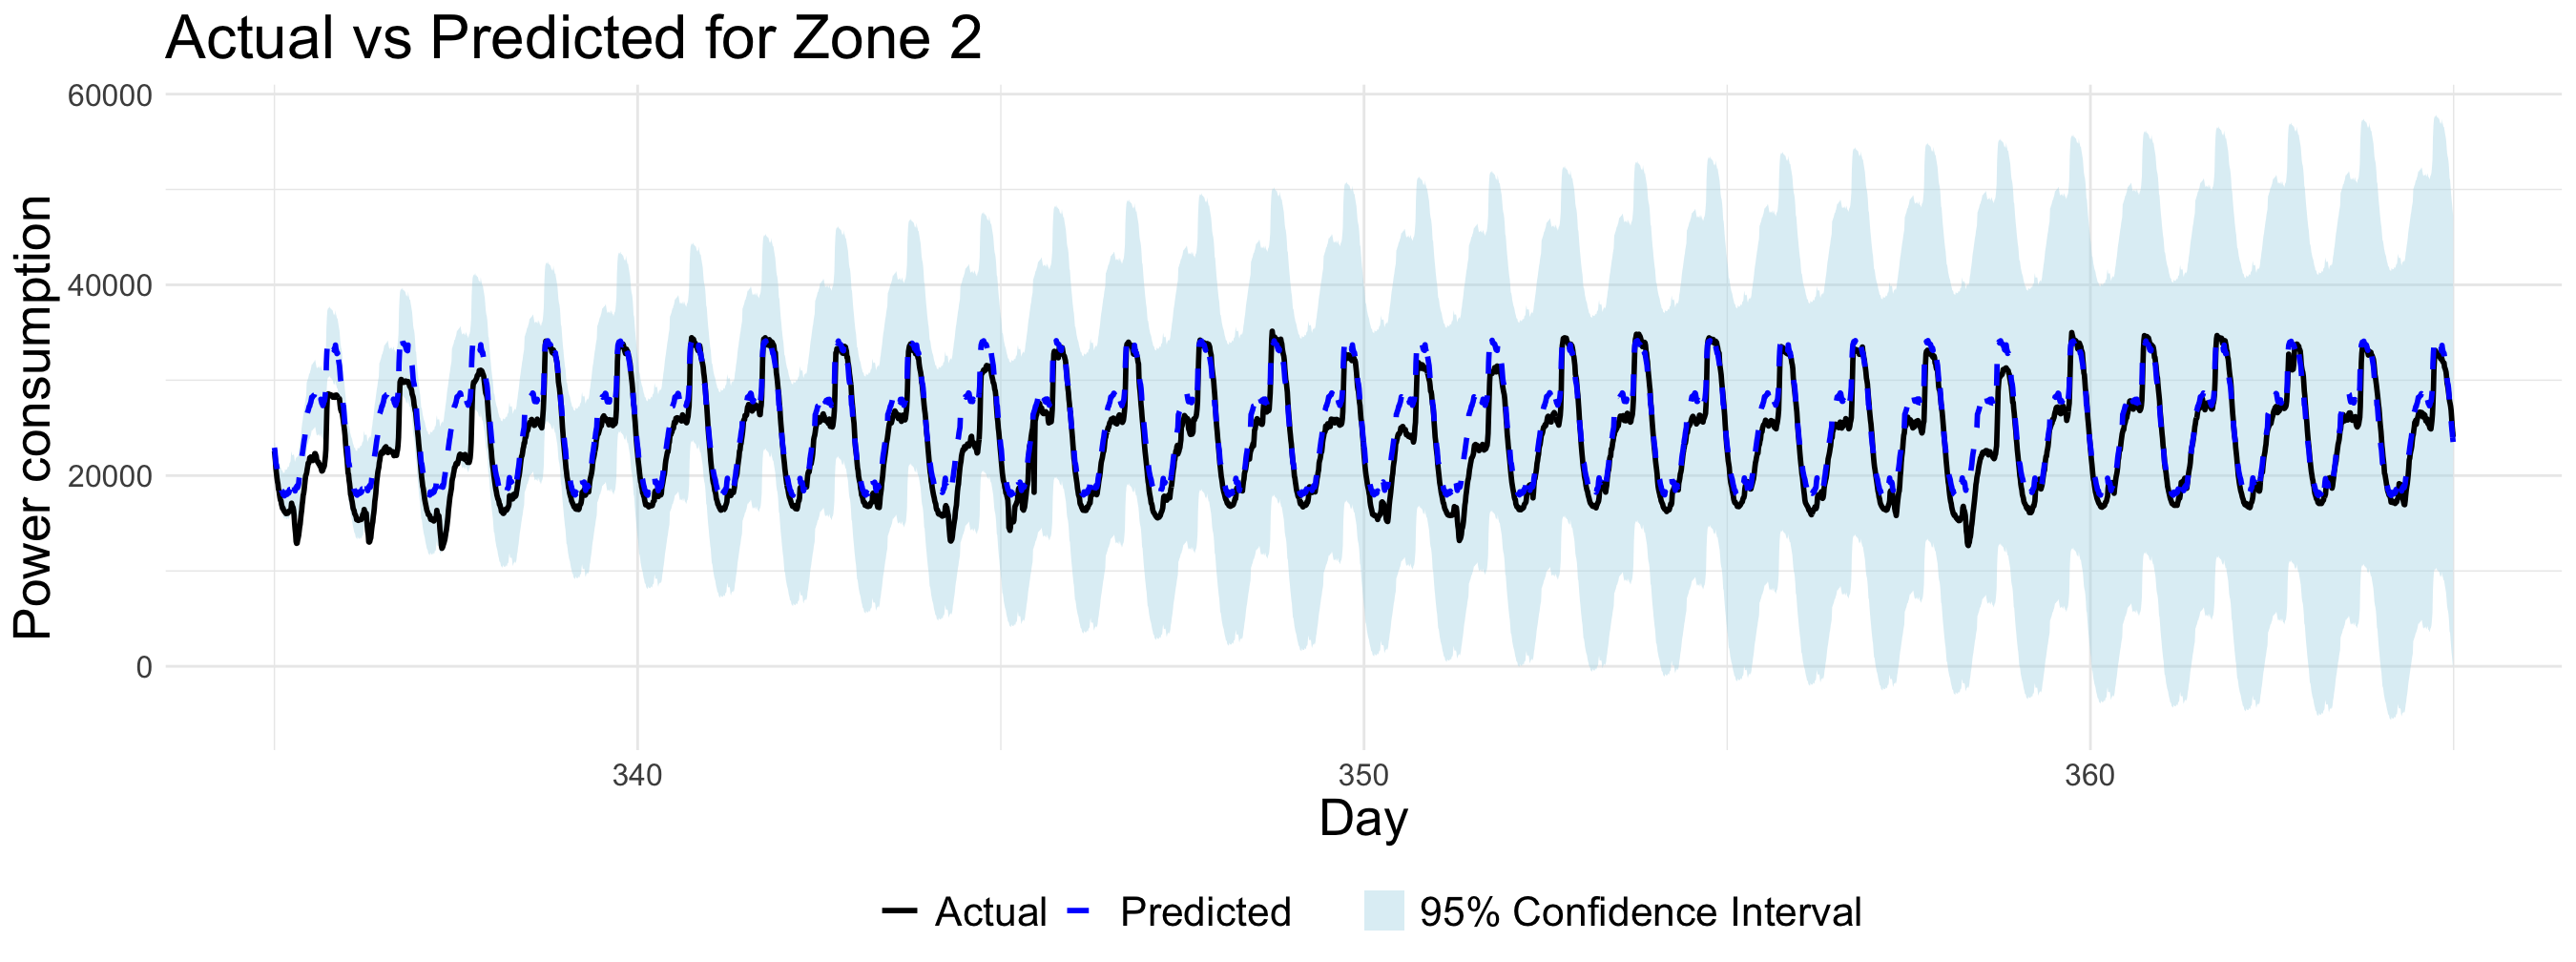 Actual vs Predicted for Zone 2
Power consumption
60000
40000
20000
0
340 350 360
Day
Actual Predicted 95% Confidence Interval